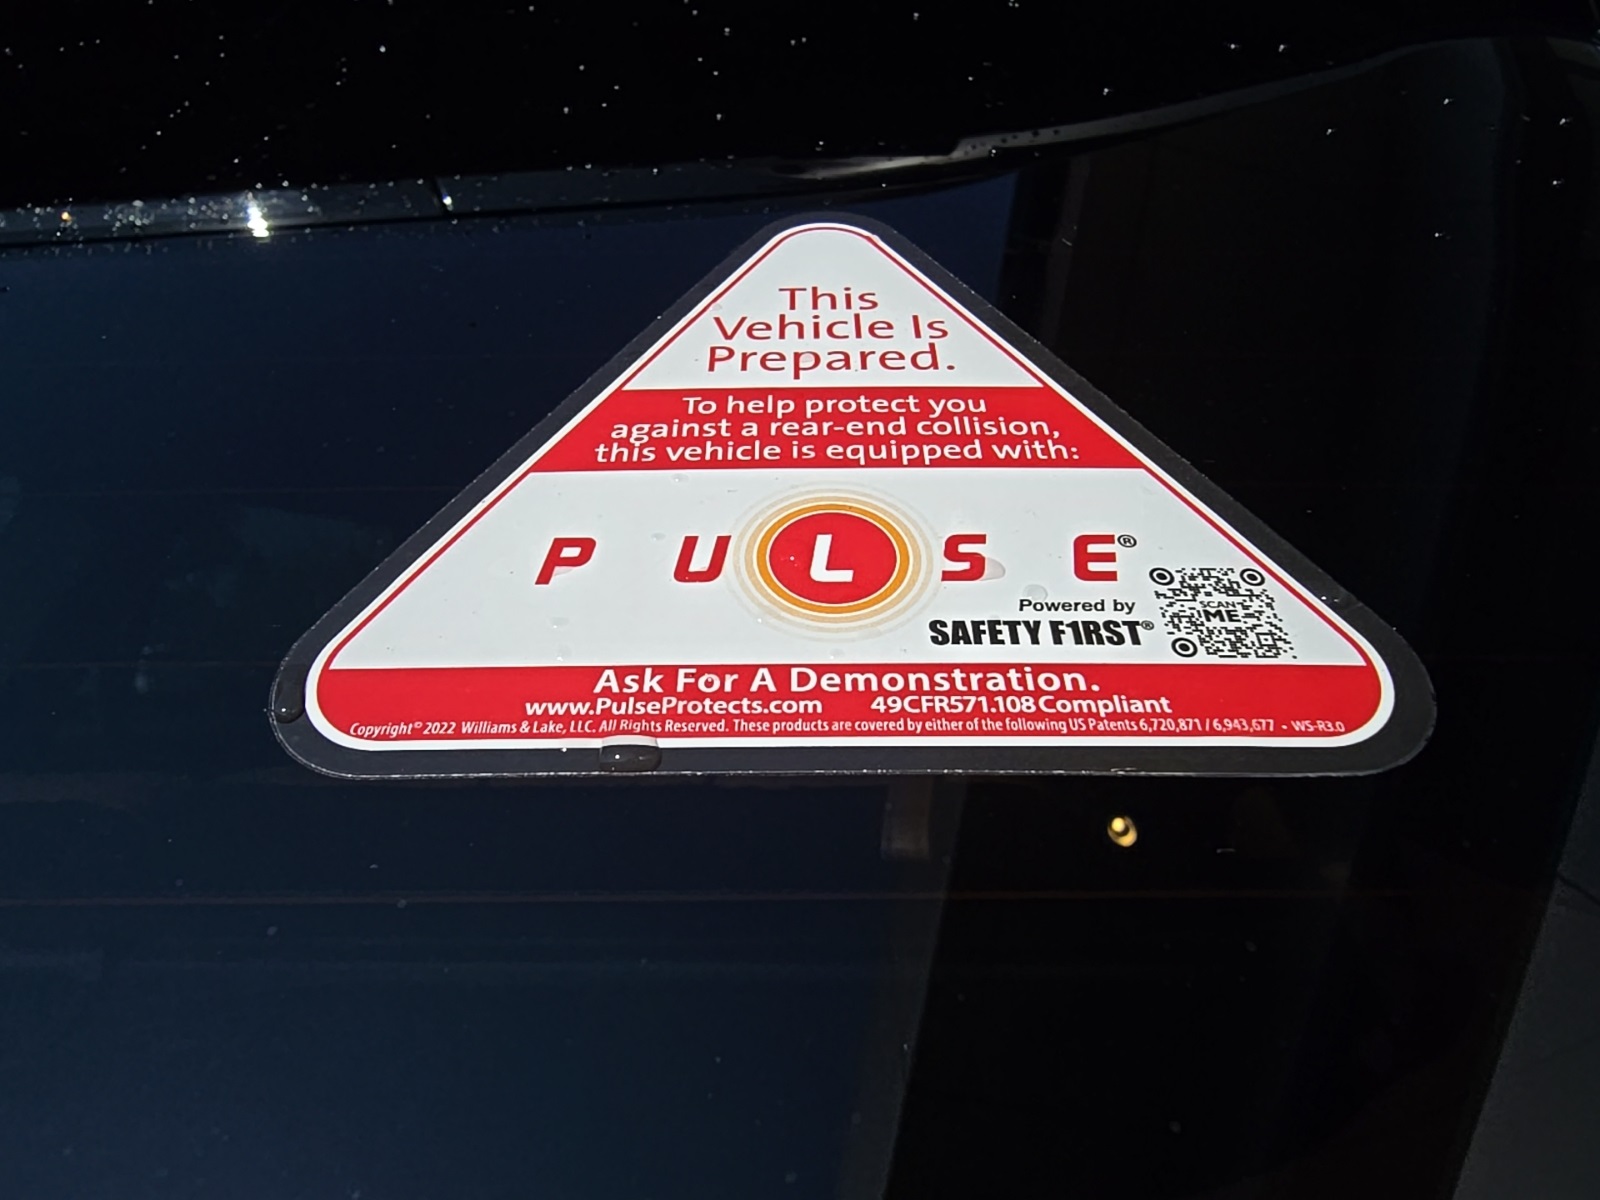 This
Vehicle Is
Prepared.
To help protect you
against a rear-end collision,
this vehicle is equipped with:
PULSE®
Powered by
SAFETY F1RST®
SCAN
ME
Ask For A Demonstration.
www.PulseProtects.com 49CFR571.108 Compliant
Copyright© 2022 Williams & Lake, LLC. All Rights Reserved. These products are covered by either of the following US Patents 6,720,871 / 6,943,677 • WS-R3.0